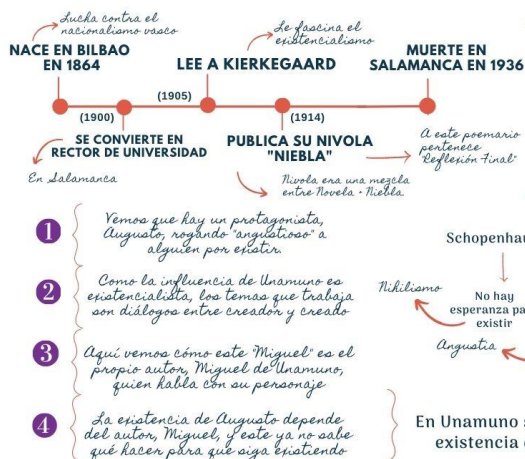 Lucha contra el
nacionalismo vasco
NACE EN BILBAO
EN 1864
Le fascina el
existencialismo
LEE A KIERKEGAARD
MUERTE EN
SALAMANCA EN 1936
(1900)
(1905)
(1914)
SE CONVIERTE EN
RECTOR DE UNIVERSIDAD
En Salamanca
PUBLICA SU NIVOLA
"NIEBLA"
Nivola era una mezcla
entre Novela + Niebla
A este poemario
pertenece
"Reflexión Final"
1
Vemos que hay un protagonista,
Augusto, rogando "angustioso" a
alguien por existir.
2
Como la influencia de Unamuno es
existencialista, los temas que trabaja
son diálogos entre creador y creado
3
Aquí vemos cómo este "Miguel" es el
propio autor, Miguel de Unamuno,
quien habla con su personaje
4
La existencia de Augusto depende
del autor, Miguel, y este ya no sabe
qué hacer para que siga existiendo
Schopenhau
Nihilismo
No hay
esperanza pa
existir
Angustia
En Unamuno s
existencia